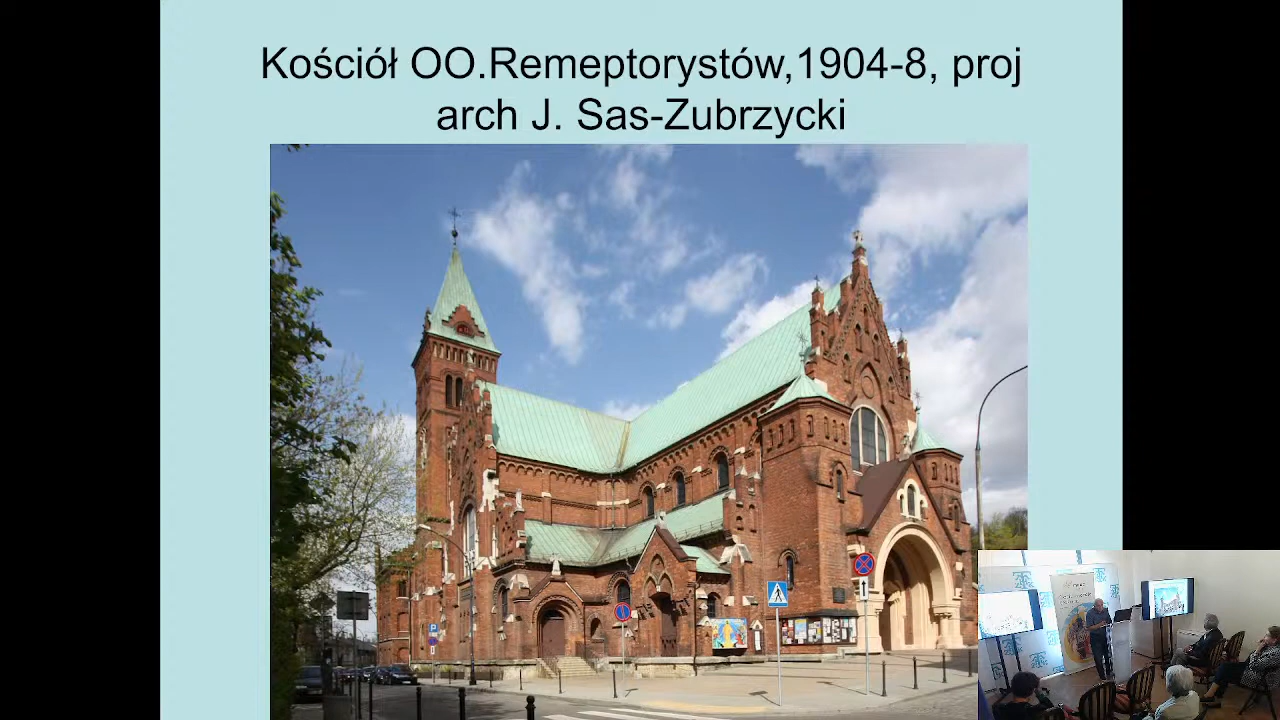 Kościół OO.Remeptorystów,1904-8, proj
arch J. Sas-Zubrzycki